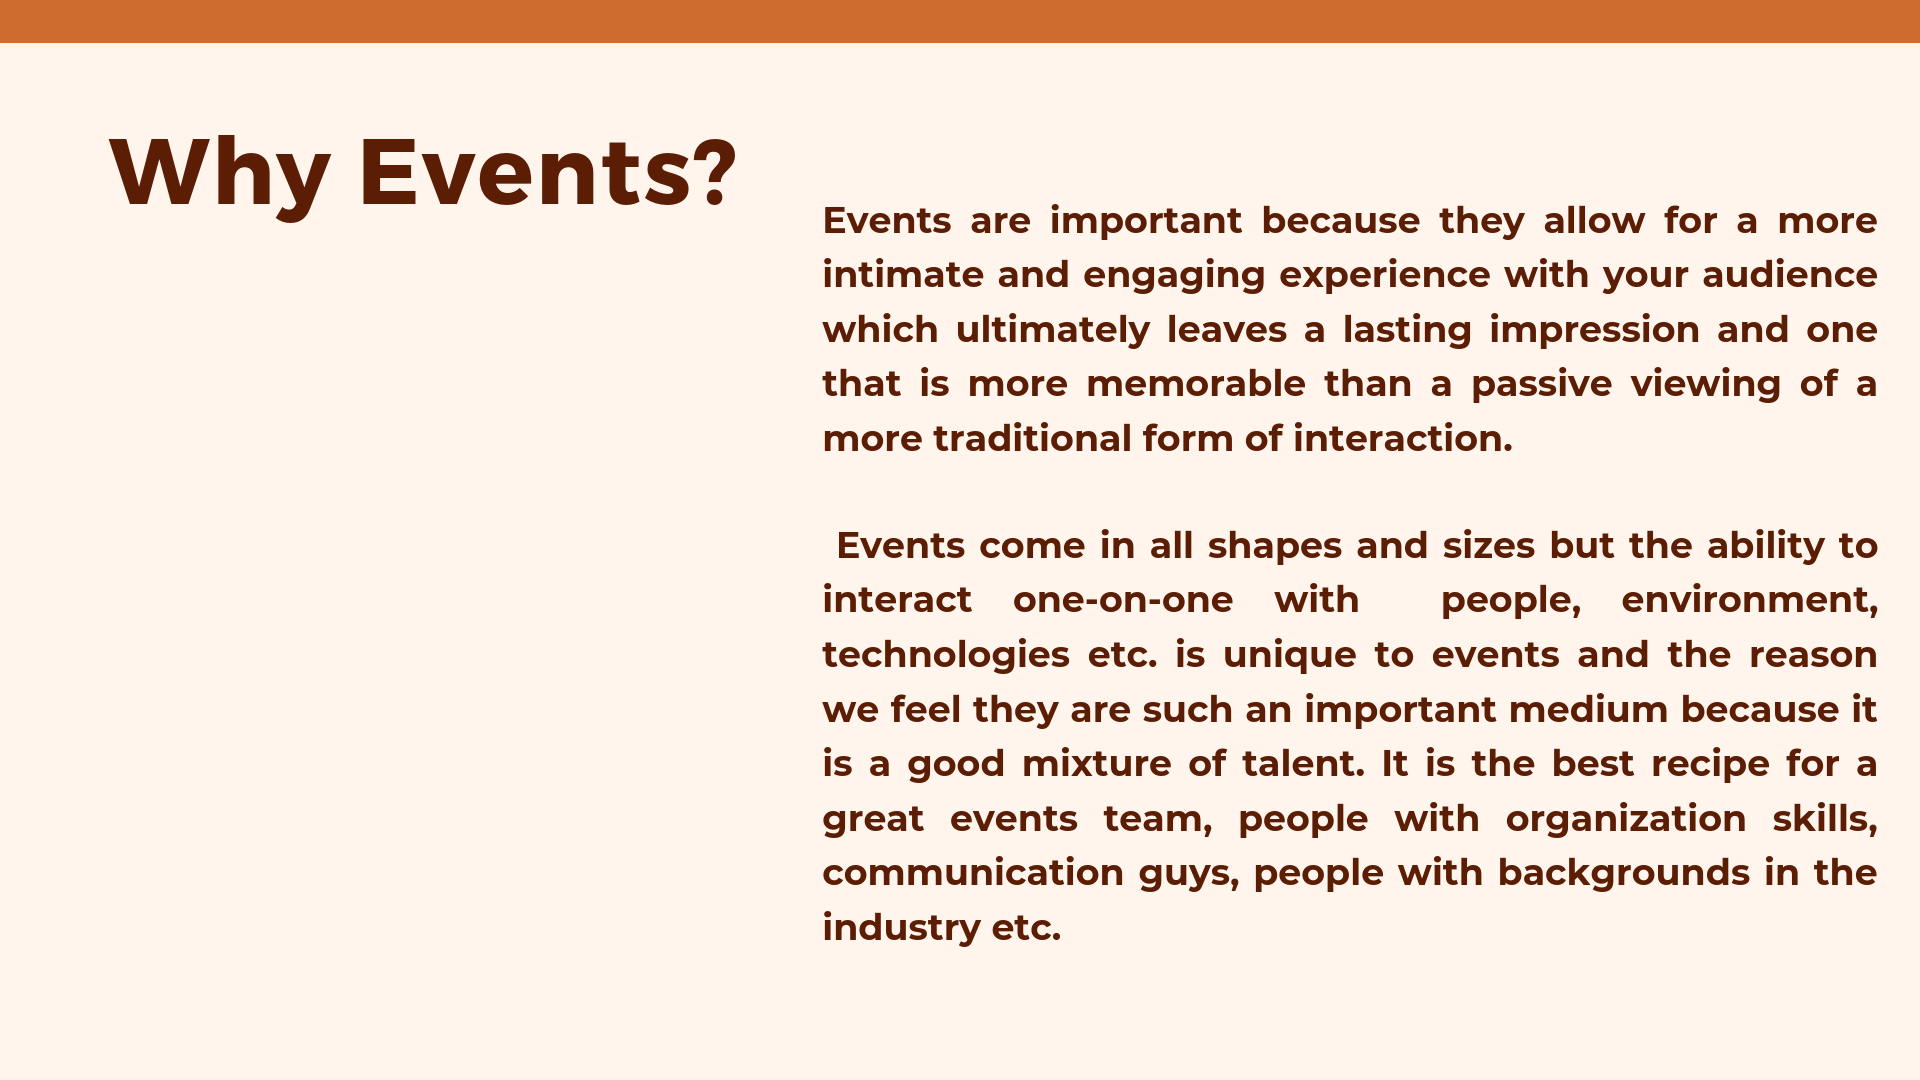 Why Events?
Events are important because they allow for a more
intimate and engaging experience with your audience
which ultimately leaves a lasting impression and one
that is more memorable than a passive viewing of a
more traditional form of interaction.
Events come in all shapes and sizes but the ability to
interact one-on-one with people, environment,
technologies etc. is unique to events and the reason
we feel they are such an important medium because it
is a good mixture of talent. It is the best recipe for a
great events team, people with organization skills,
communication guys, people with backgrounds in the
industry etc.